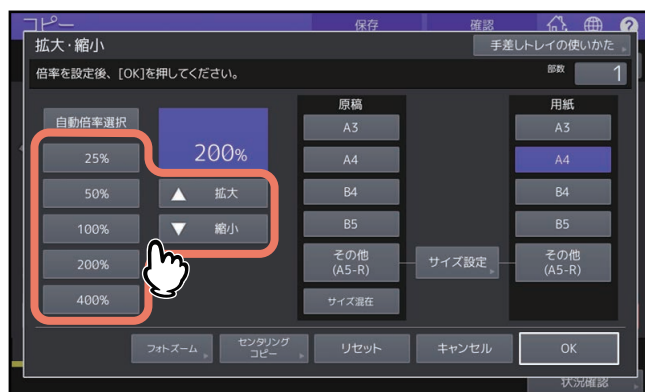 コピー
保存
確認
?
拡大・縮小
手差しトレイの使いかた
倍率を設定後、[OK]を押してください。
部数
1
自動倍率選択
200%
原稿
用紙
25%
50%
100%
200%
400%
拡大
縮小
A3
A4
B4
B5
その他
(A5-R)
サイズ混在
サイズ設定
A3
A4
B4
B5
その他
(A5-R)
フォトズーム
センタリング
コピー
リセット
キャンセル
OK
状況確認